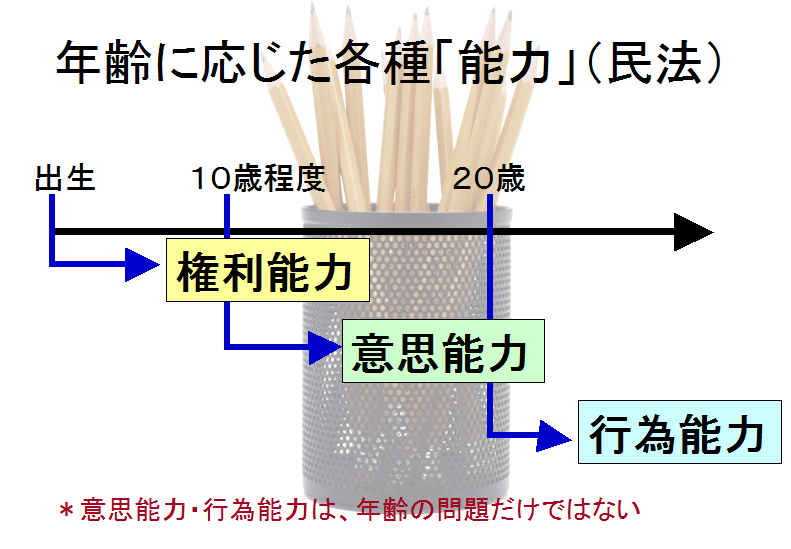 年齢に応じた各種「能力」（民法）
出生
１０歳程度
２０歳
権利能力
意思能力
行為能力
＊意思能力・行為能力は、年齢の問題だけではない